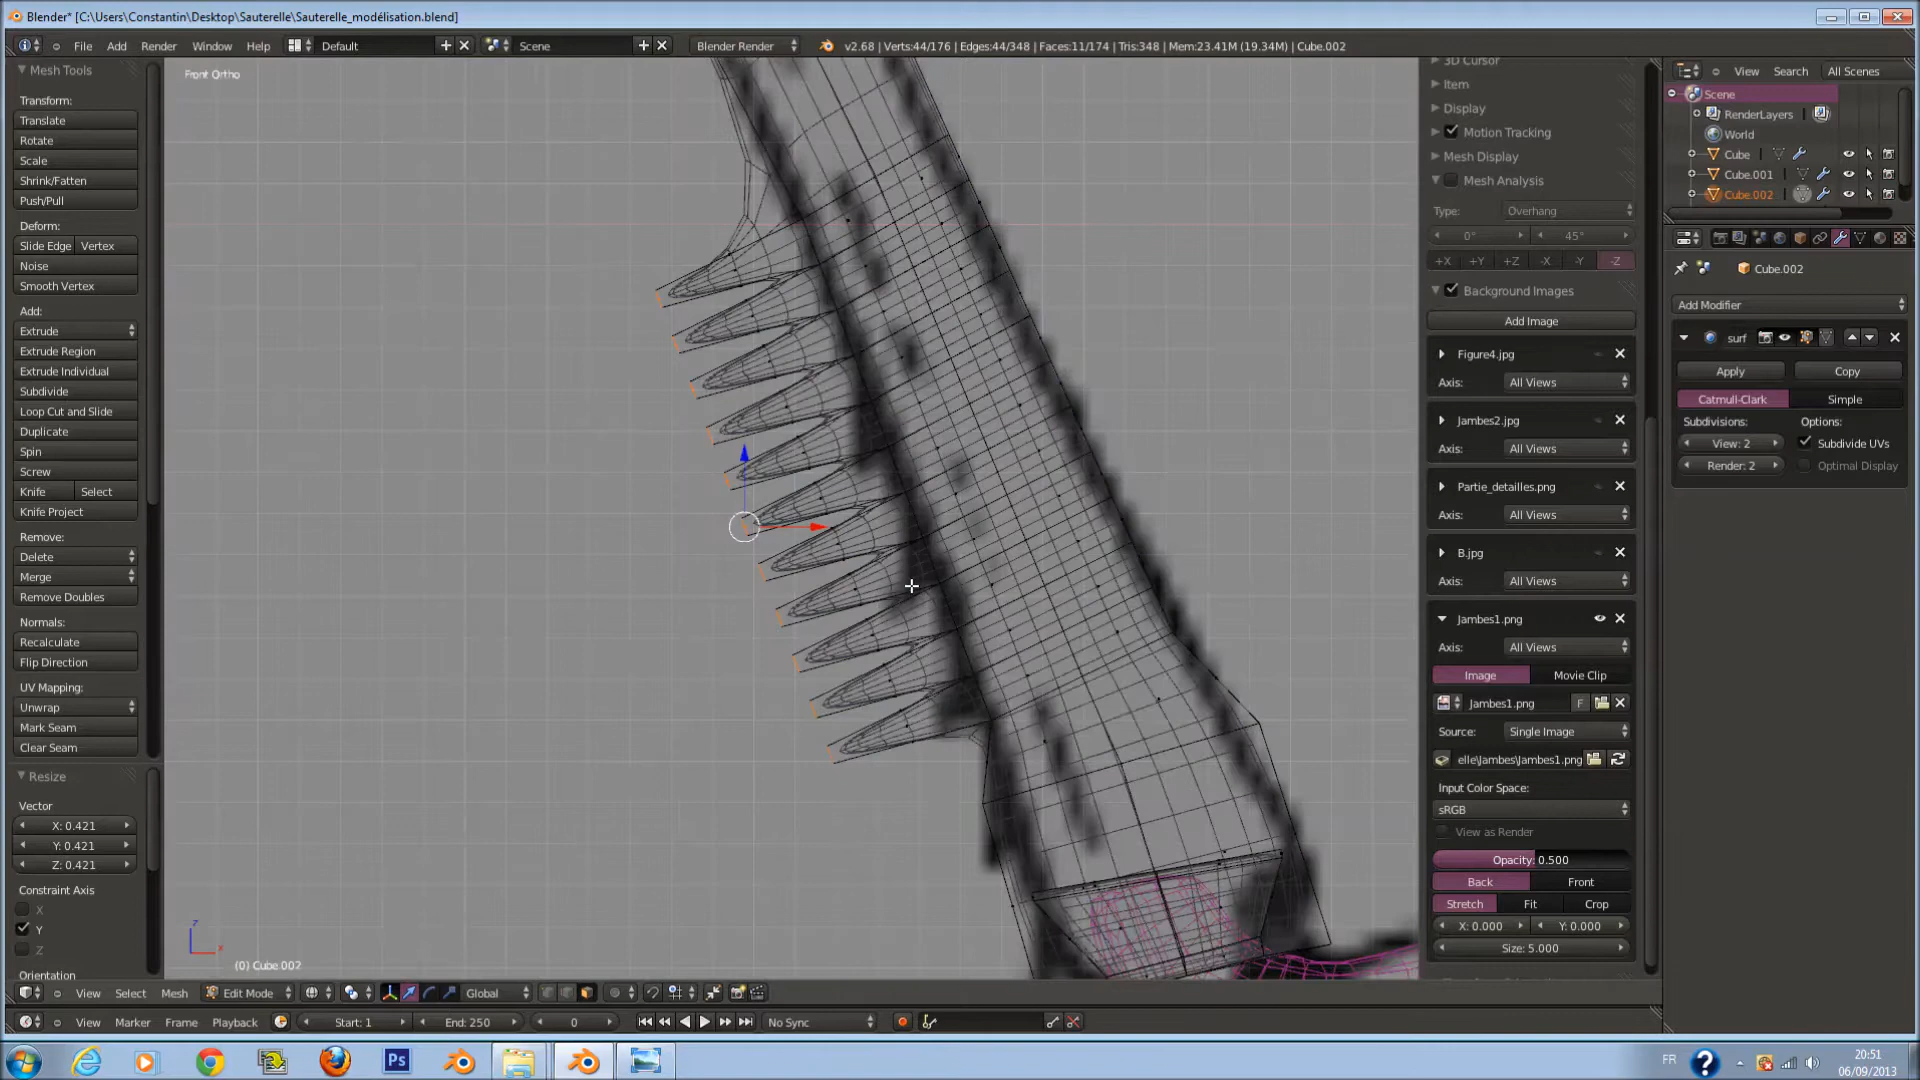 Blender* [C:\Users\Constantin\Desktop\Sauterelle\Sauterelle_modélisation.blend]
File Add Render Window Help Default Scene Blender Render v2.68 | Verts:44/176 | Edges:44/348 | Faces:11/174 | Tris:348 | Mem:23.41M (19.34M) | Cube.002
Mesh Tools
Transform:
Translate
Rotate
Scale
Shrink/Fatten
Push/Pull
Deform:
Slide Edge Vertex
Noise
Smooth Vertex
Add:
Extrude
Extrude Region
Extrude Individual
Subdivide
Loop Cut and Slide
Duplicate
Spin
Screw
Knife Select
Knife Project
Remove:
Delete
Merge
Remove Doubles
Normals:
Recalculate
Flip Direction
UV Mapping:
Unwrap
Mark Seam
Clear Seam
Resize
Vector
X: 0.421
Y: 0.421
Z: 0.421
Constraint Axis
X
Y
Z
Orientation
Front Ortho
z
x
(0) Cube.002
3D Cursor
Item
Display
Motion Tracking
Mesh Display
Mesh Analysis
Type: Overhang
0° 45°
+X +Y +Z -X -Y -Z
Background Images
Add Image
Figure4.jpg
Axis: All Views
Jambes2.jpg
Axis: All Views
Partie_detailles.png
Axis: All Views
B.jpg
Axis: All Views
Jambes1.png
Axis: All Views
Image Movie Clip
Jambes1.png F
Source: Single Image
elle\Jambes\Jambes1.png
Input Color Space:
sRGB
View as Render
Opacity: 0.500
Back Front
Stretch Fit Crop
X: 0.000 Y: 0.000
Size: 5.000
View Search All Scenes
Scene
RenderLayers
World
Cube
Cube.001
Cube.002
Cube.002
Add Modifier
surf
Apply Copy
Catmull-Clark Simple
Subdivisions: Options:
View: 2 Subdivide UVs
Render: 2 Optimal Display
View Select Mesh Edit Mode Global
View Marker Frame Playback Start: 1 End: 250 0 No Sync
Ps
FR
20:51
06/09/2013